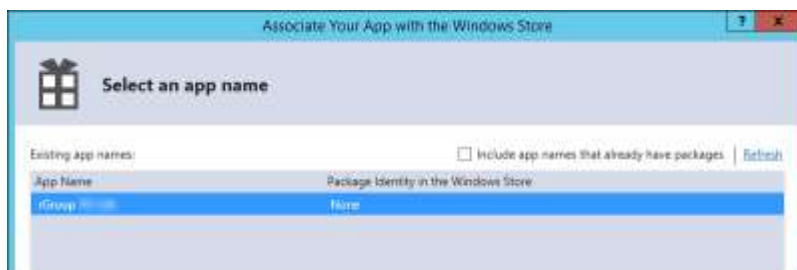 Associate Your App with the Windows Store
? x
Select an app name
Existing app names: Include app names that already have packages | Refresh
App Name Package Identity in the Windows Store
rGroup None